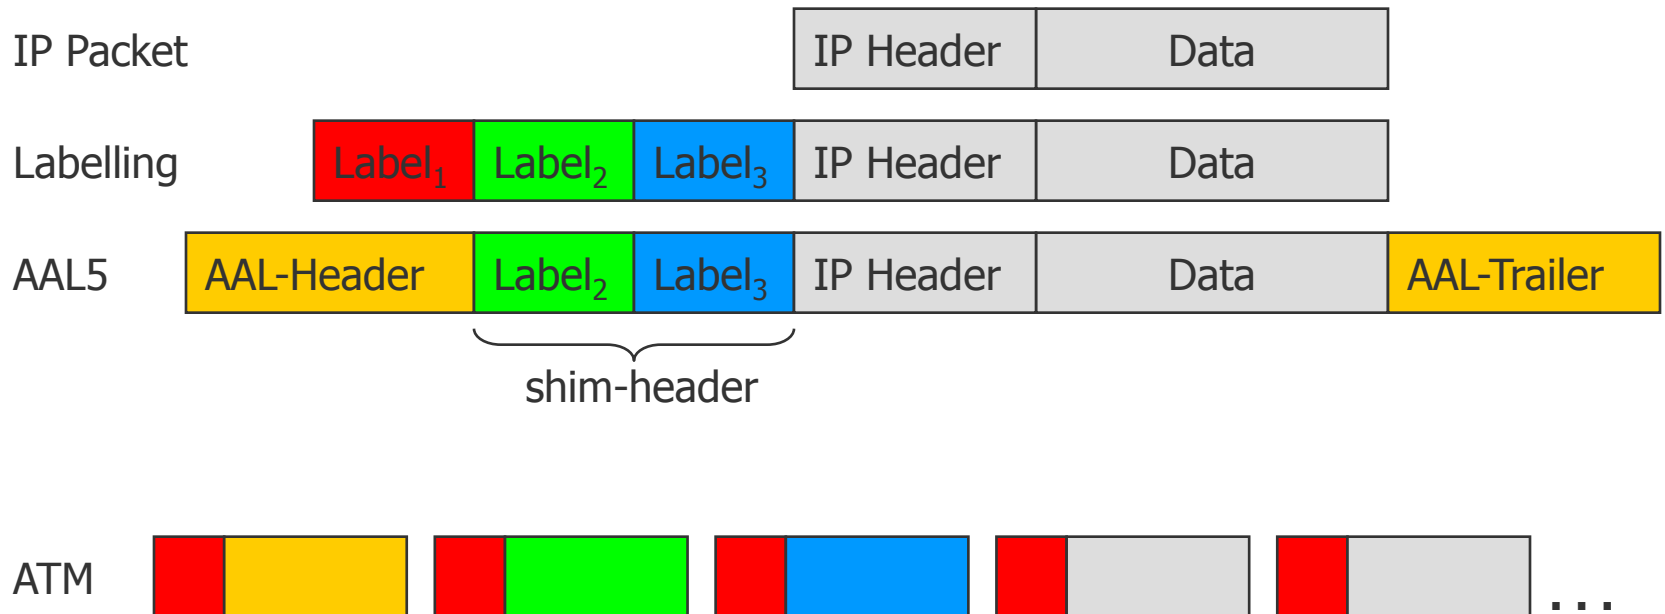 IP Packet IP Header Data
Labelling Label₁ Label₂ Label₃ IP Header Data
AAL5 AAL-Header Label₂ Label₃ IP Header Data AAL-Trailer
shim-header
ATM ...